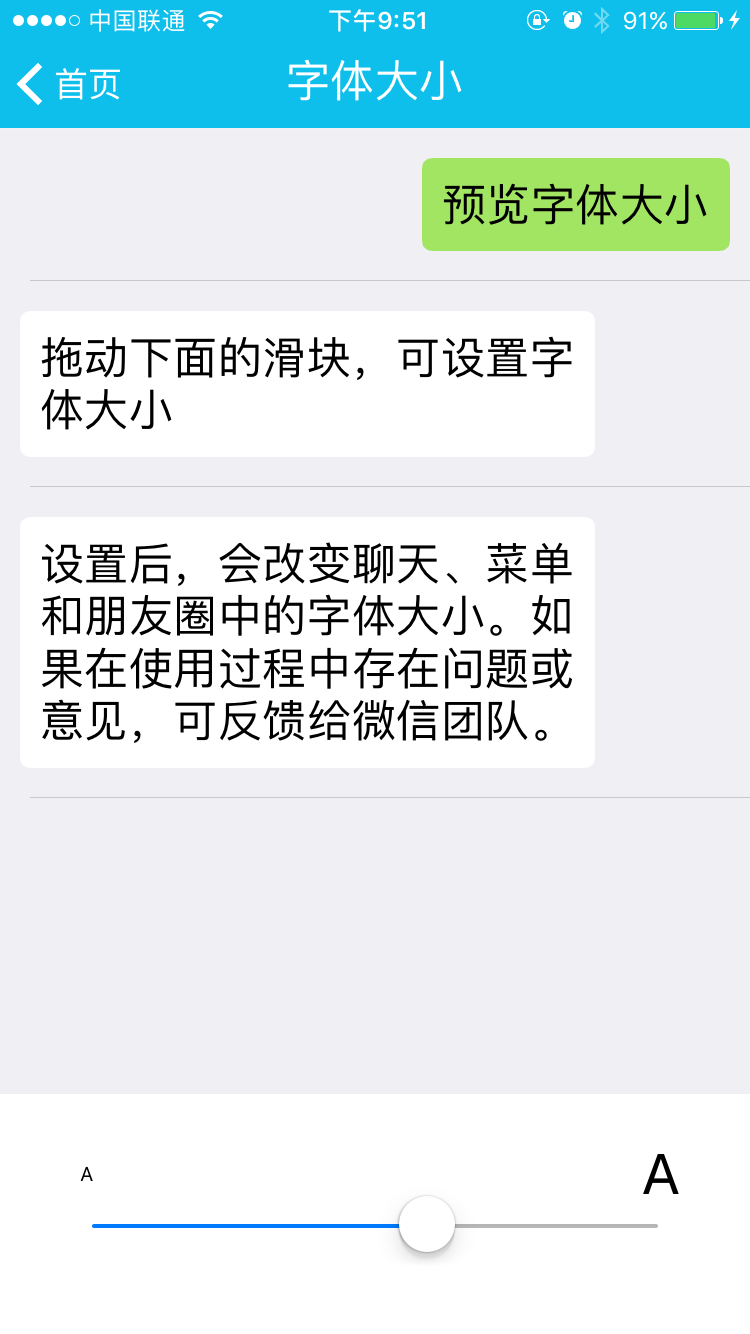 中国联通 下午9:51 91%
首页 字体大小
预览字体大小
拖动下面的滑块，可设置字
体大小
设置后，会改变聊天、菜单
和朋友圈中的字体大小。如
果在使用过程中存在问题或
意见，可反馈给微信团队。
A A